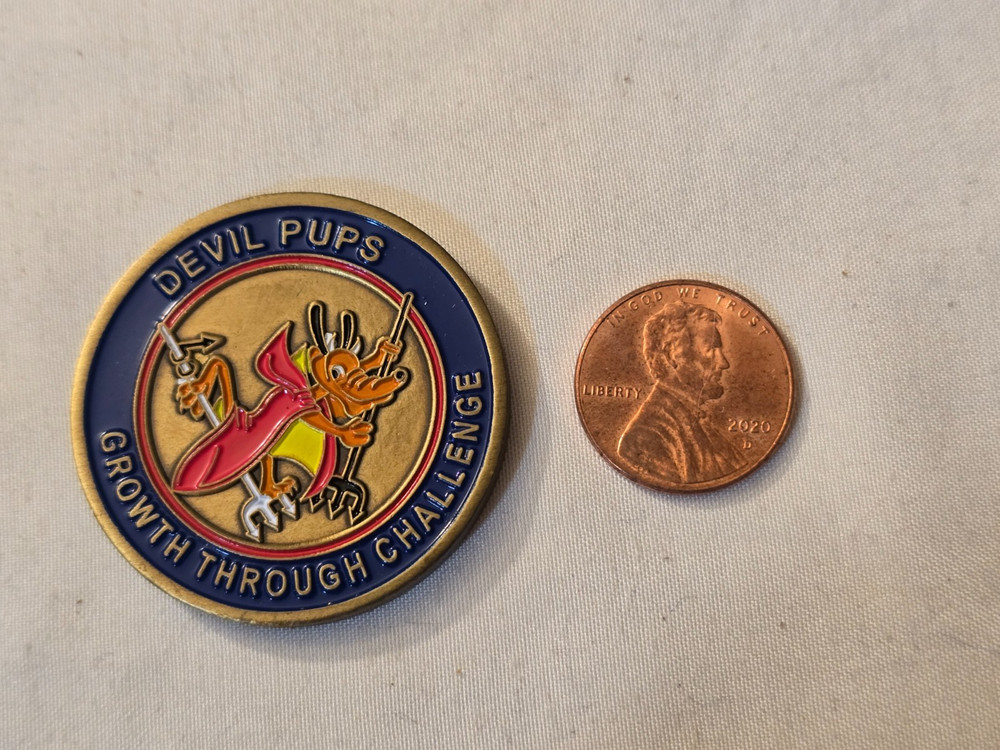 DEVIL PUPS
GROWTH THROUGH CHALLENGE
IN GOD WE TRUST
LIBERTY
2020
D